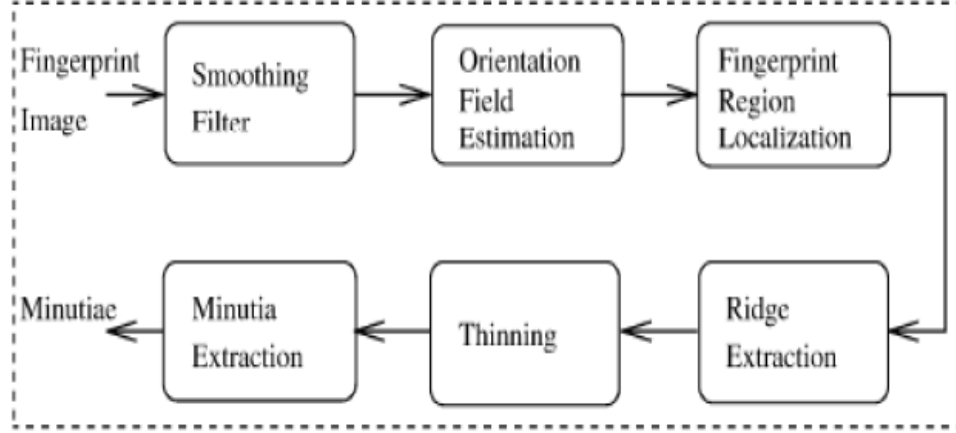 Fingerprint
Image
Smoothing
Filter
Orientation
Field
Estimation
Fingerprint
Region
Localization
Ridge
Extraction
Thinning
Minutia
Extraction
Minutiae